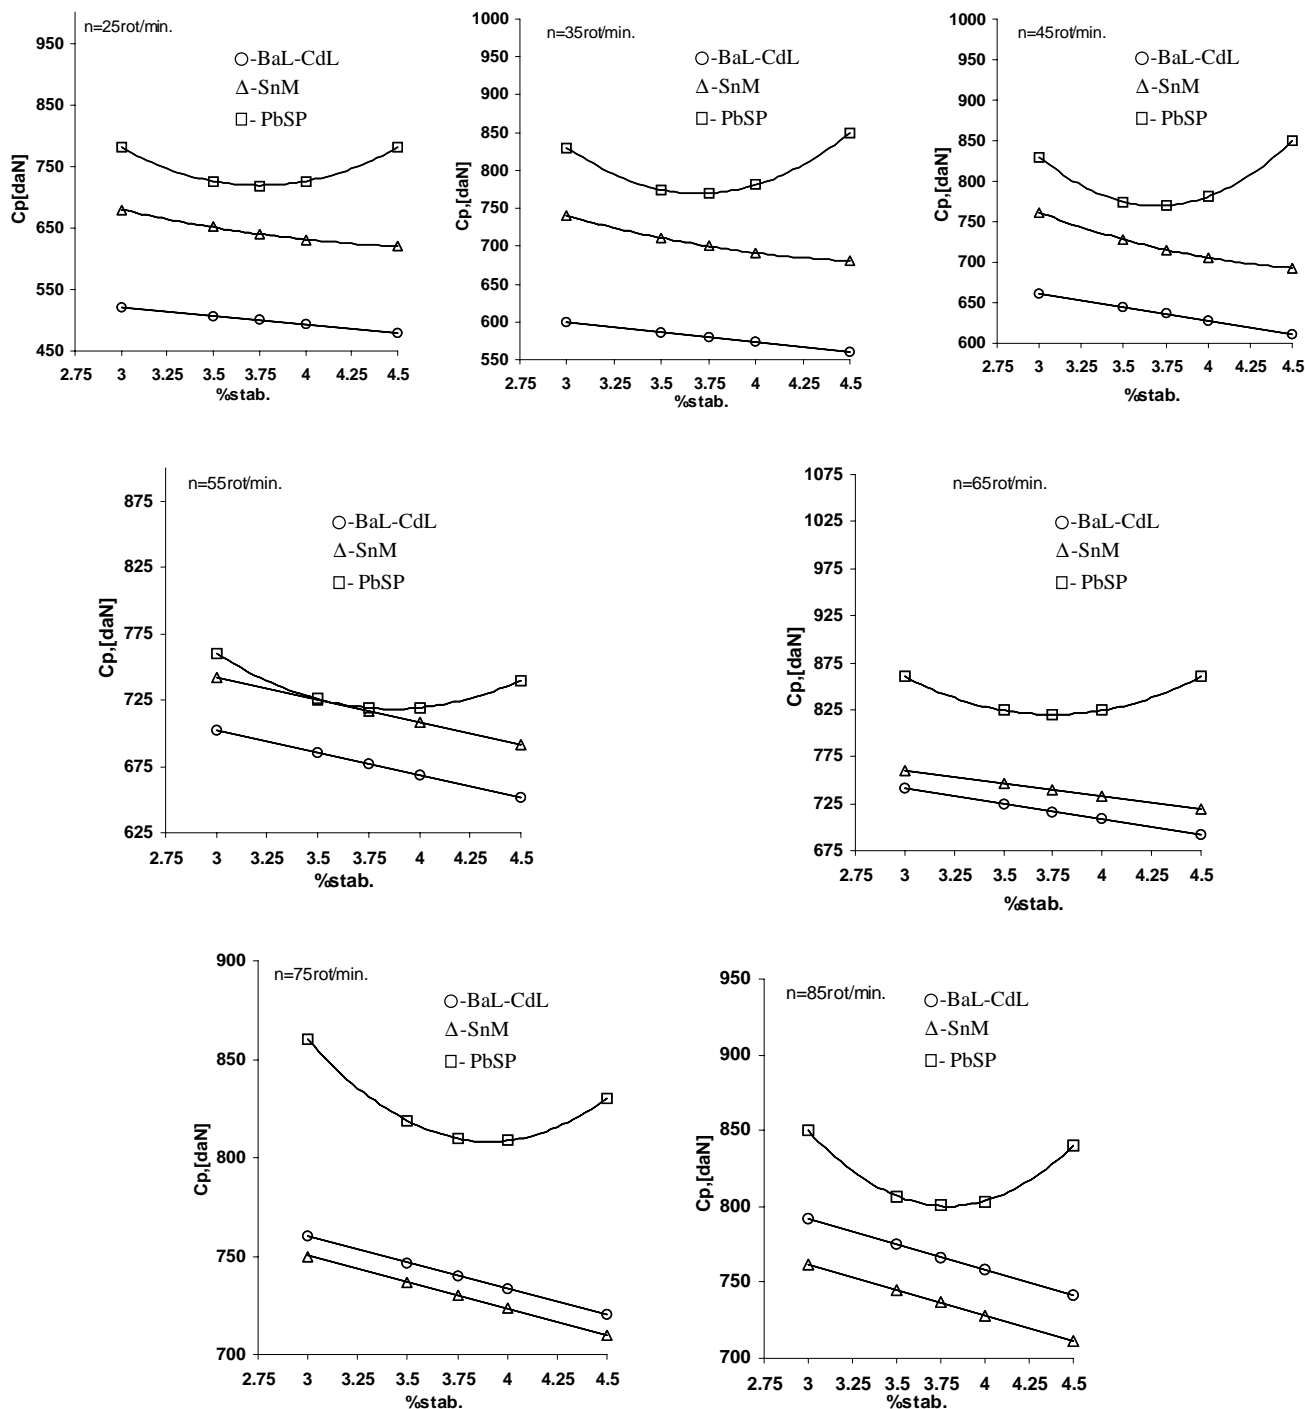 n=25rot/min.
-BaL-CdL
-SnM
- PbSP
950
850
750
650
550
450
Cp[daN]
2.75 3 3.25 3.5 3.75 4 4.25 4.5
%stab.
n=35rot/min.
-BaL-CdL
-SnM
- PbSP
1000
950
900
850
800
750
700
650
600
550
Cp,[daN]
2.75 3 3.25 3.5 3.75 4 4.25 4.5
%stab.
n=45rot/min.
-BaL-CdL
-SnM
- PbSP
1000
950
900
850
800
750
700
650
600
Cp,[daN]
2.75 3 3.25 3.5 3.75 4 4.25 4.5
%stab.
n=55rot/min.
-BaL-CdL
-SnM
- PbSP
875
825
775
725
675
625
Cp,[daN]
2.75 3 3.25 3.5 3.75 4 4.25 4.5
%stab.
n=65rot/min.
-BaL-CdL
-SnM
- PbSP
1075
1025
975
925
875
825
775
725
675
Cp,[daN]
2.75 3 3.25 3.5 3.75 4 4.25 4.5
%stab.
n=75rot/min.
-BaL-CdL
-SnM
- PbSP
900
850
800
750
700
Cp,[daN]
2.75 3 3.25 3.5 3.75 4 4.25 4.5
%stab.
n=85rot/min.
-BaL-CdL
-SnM
- PbSP
950
900
850
800
750
700
Cp,[daN]
2.75 3 3.25 3.5 3.75 4 4.25 4.5
%stab.